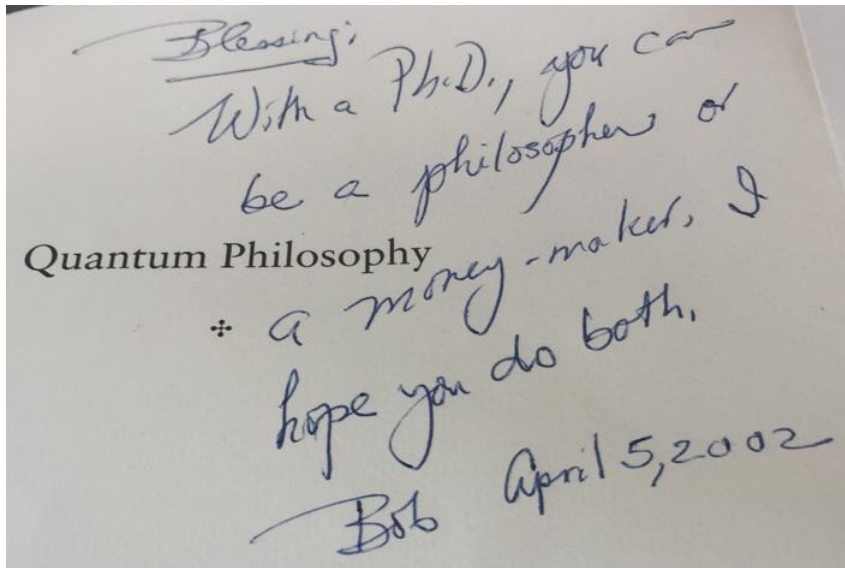 Blessing:
With a Ph.D., you can
be a philosopher or
Quantum Philosophy
a money-maker, I
hope you do both.
Bob April 5, 2002